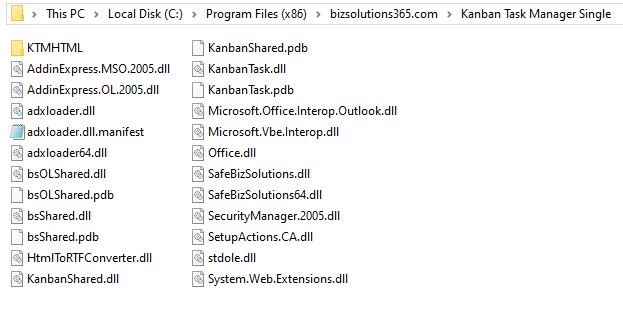 This PC > Local Disk (C:) > Program Files (x86) > bizsolutions365.com > Kanban Task Manager Single
KTMHTML
AddinExpress.MSO.2005.dll
AddinExpress.OL.2005.dll
adxloader.dll
adxloader.dll.manifest
adxloader64.dll
bsOLShared.dll
bsOLShared.pdb
bsShared.dll
bsShared.pdb
HtmlToRTFConverter.dll
KanbanShared.dll
KanbanShared.pdb
KanbanTask.dll
KanbanTask.pdb
Microsoft.Office.Interop.Outlook.dll
Microsoft.Vbe.Interop.dll
Office.dll
SafeBizSolutions.dll
SafeBizSolutions64.dll
SecurityManager.2005.dll
SetupActions.CA.dll
stdole.dll
System.Web.Extensions.dll